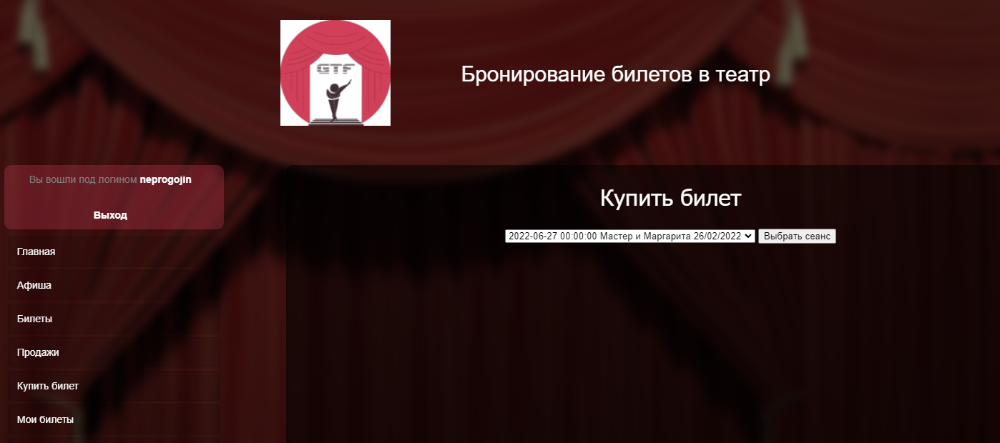 GTF
Бронирование билетов в театр
Вы вошли под логином neprogojin
Выход
Главная
Афиша
Билеты
Продажи
Купить билет
Мои билеты
Купить билет
2022-06-27 00:00:00 Мастер и Маргарита 26/02/2022 Выбрать сеанс